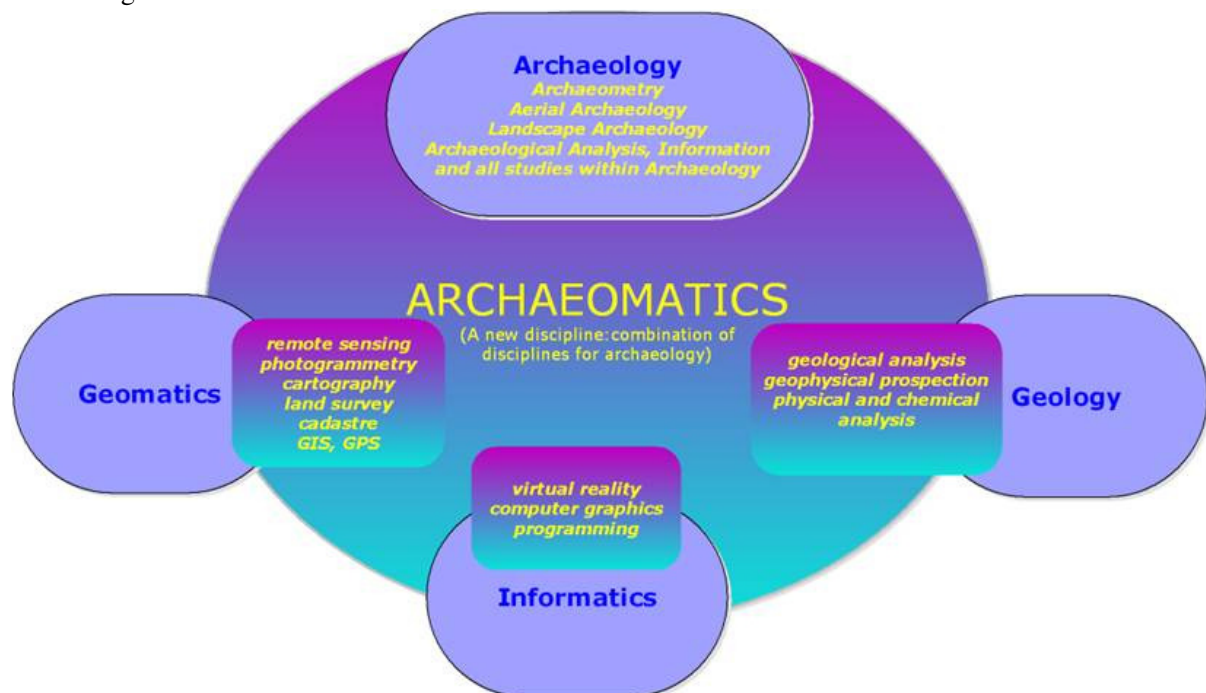 Archaeology
Archaeometry
Aerial Archaeology
Landscape Archaeology
Archaeological Analysis, Information
and all studies within Archaeology
ARCHAEOMATICS
(A new discipline:combination of
disciplines for archaeology)
Geomatics
remote sensing
photogrammetry
cartography
land survey
cadastre
GIS, GPS
geological analysis
geophysical prospection
physical and chemical
analysis
Geology
virtual reality
computer graphics
programming
Informatics